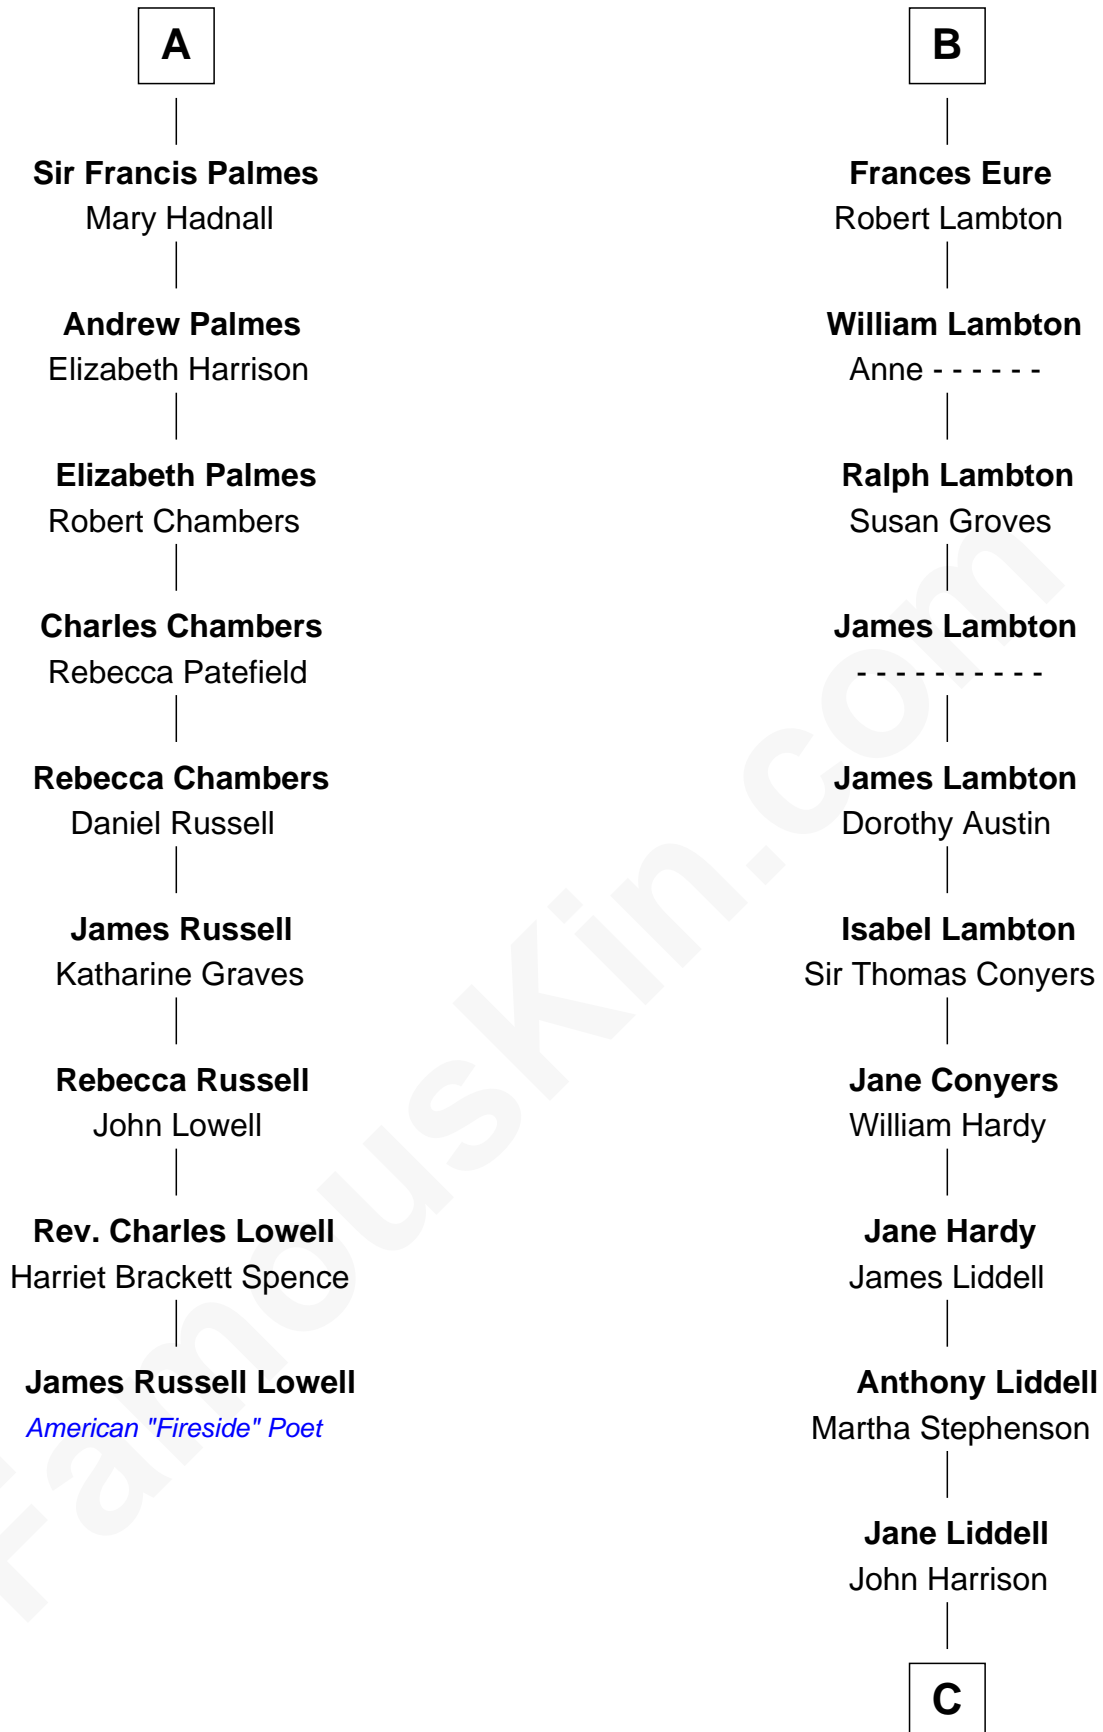 A
Sir Francis Palmes
Mary Hadnall
Andrew Palmes
Elizabeth Harrison
Elizabeth Palmes
Robert Chambers
Charles Chambers
Rebecca Patefield
Rebecca Chambers
Daniel Russell
James Russell
Katharine Graves
Rebecca Russell
John Lowell
Rev. Charles Lowell
Harriet Brackett Spence
James Russell Lowell
American "Fireside" Poet
B
Frances Eure
Robert Lambton
William Lambton
Anne - - - - - -
Ralph Lambton
Susan Groves
James Lambton
- - - - - - - - - -
James Lambton
Dorothy Austin
Isabel Lambton
Sir Thomas Conyers
Jane Conyers
William Hardy
Jane Hardy
James Liddell
Anthony Liddell
Martha Stephenson
Jane Liddell
John Harrison
C
FamousKin.com